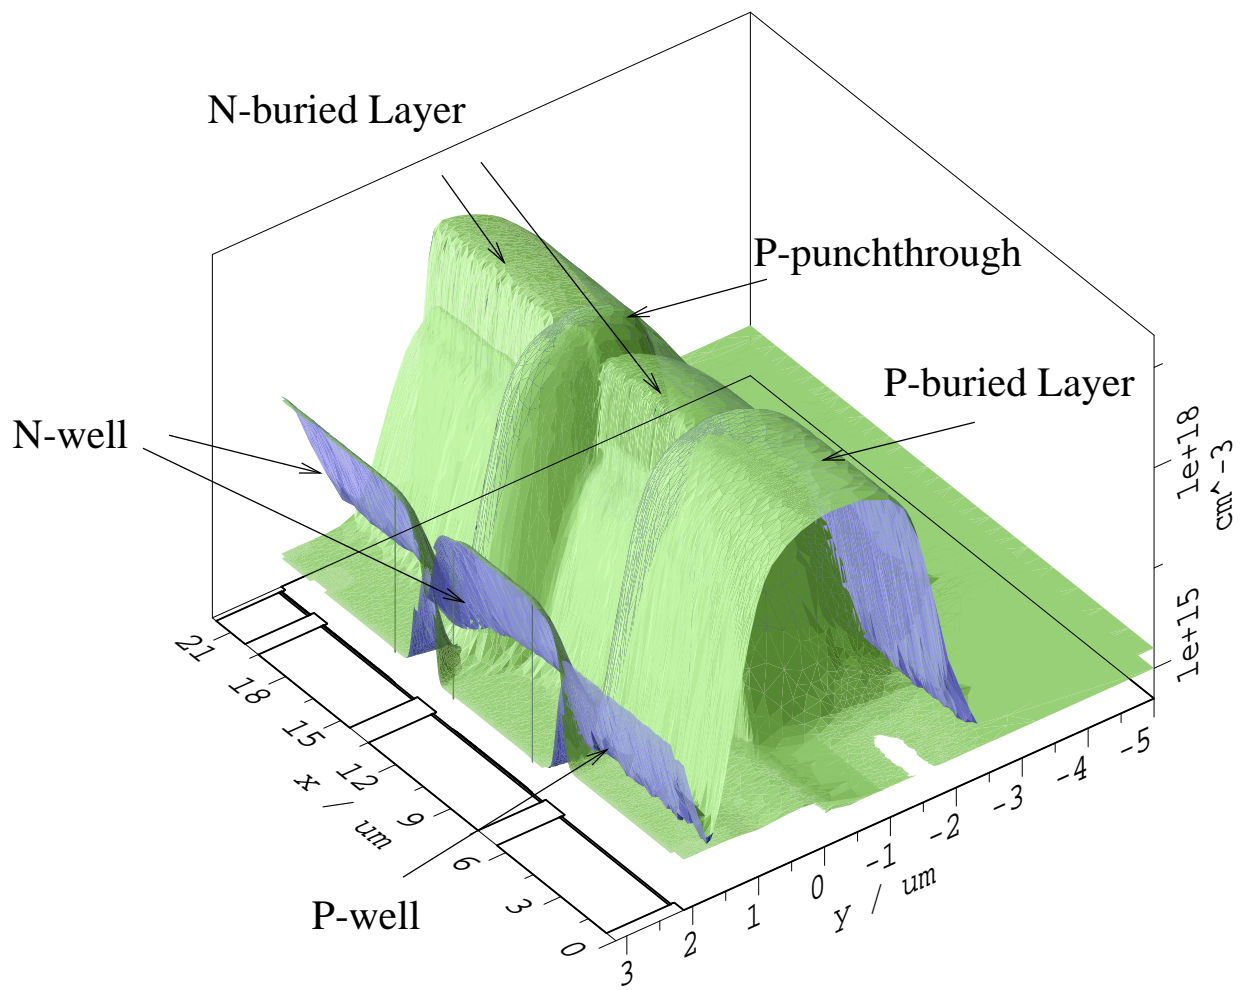 N-buried Layer
P-punchthrough
P-buried Layer
N-well
1e+18
cm^-3
1e+15
21
18
15
12
9
6
3
0
x / um
-5
-4
-3
-2
-1
0
1
2
3
y / um
P-well